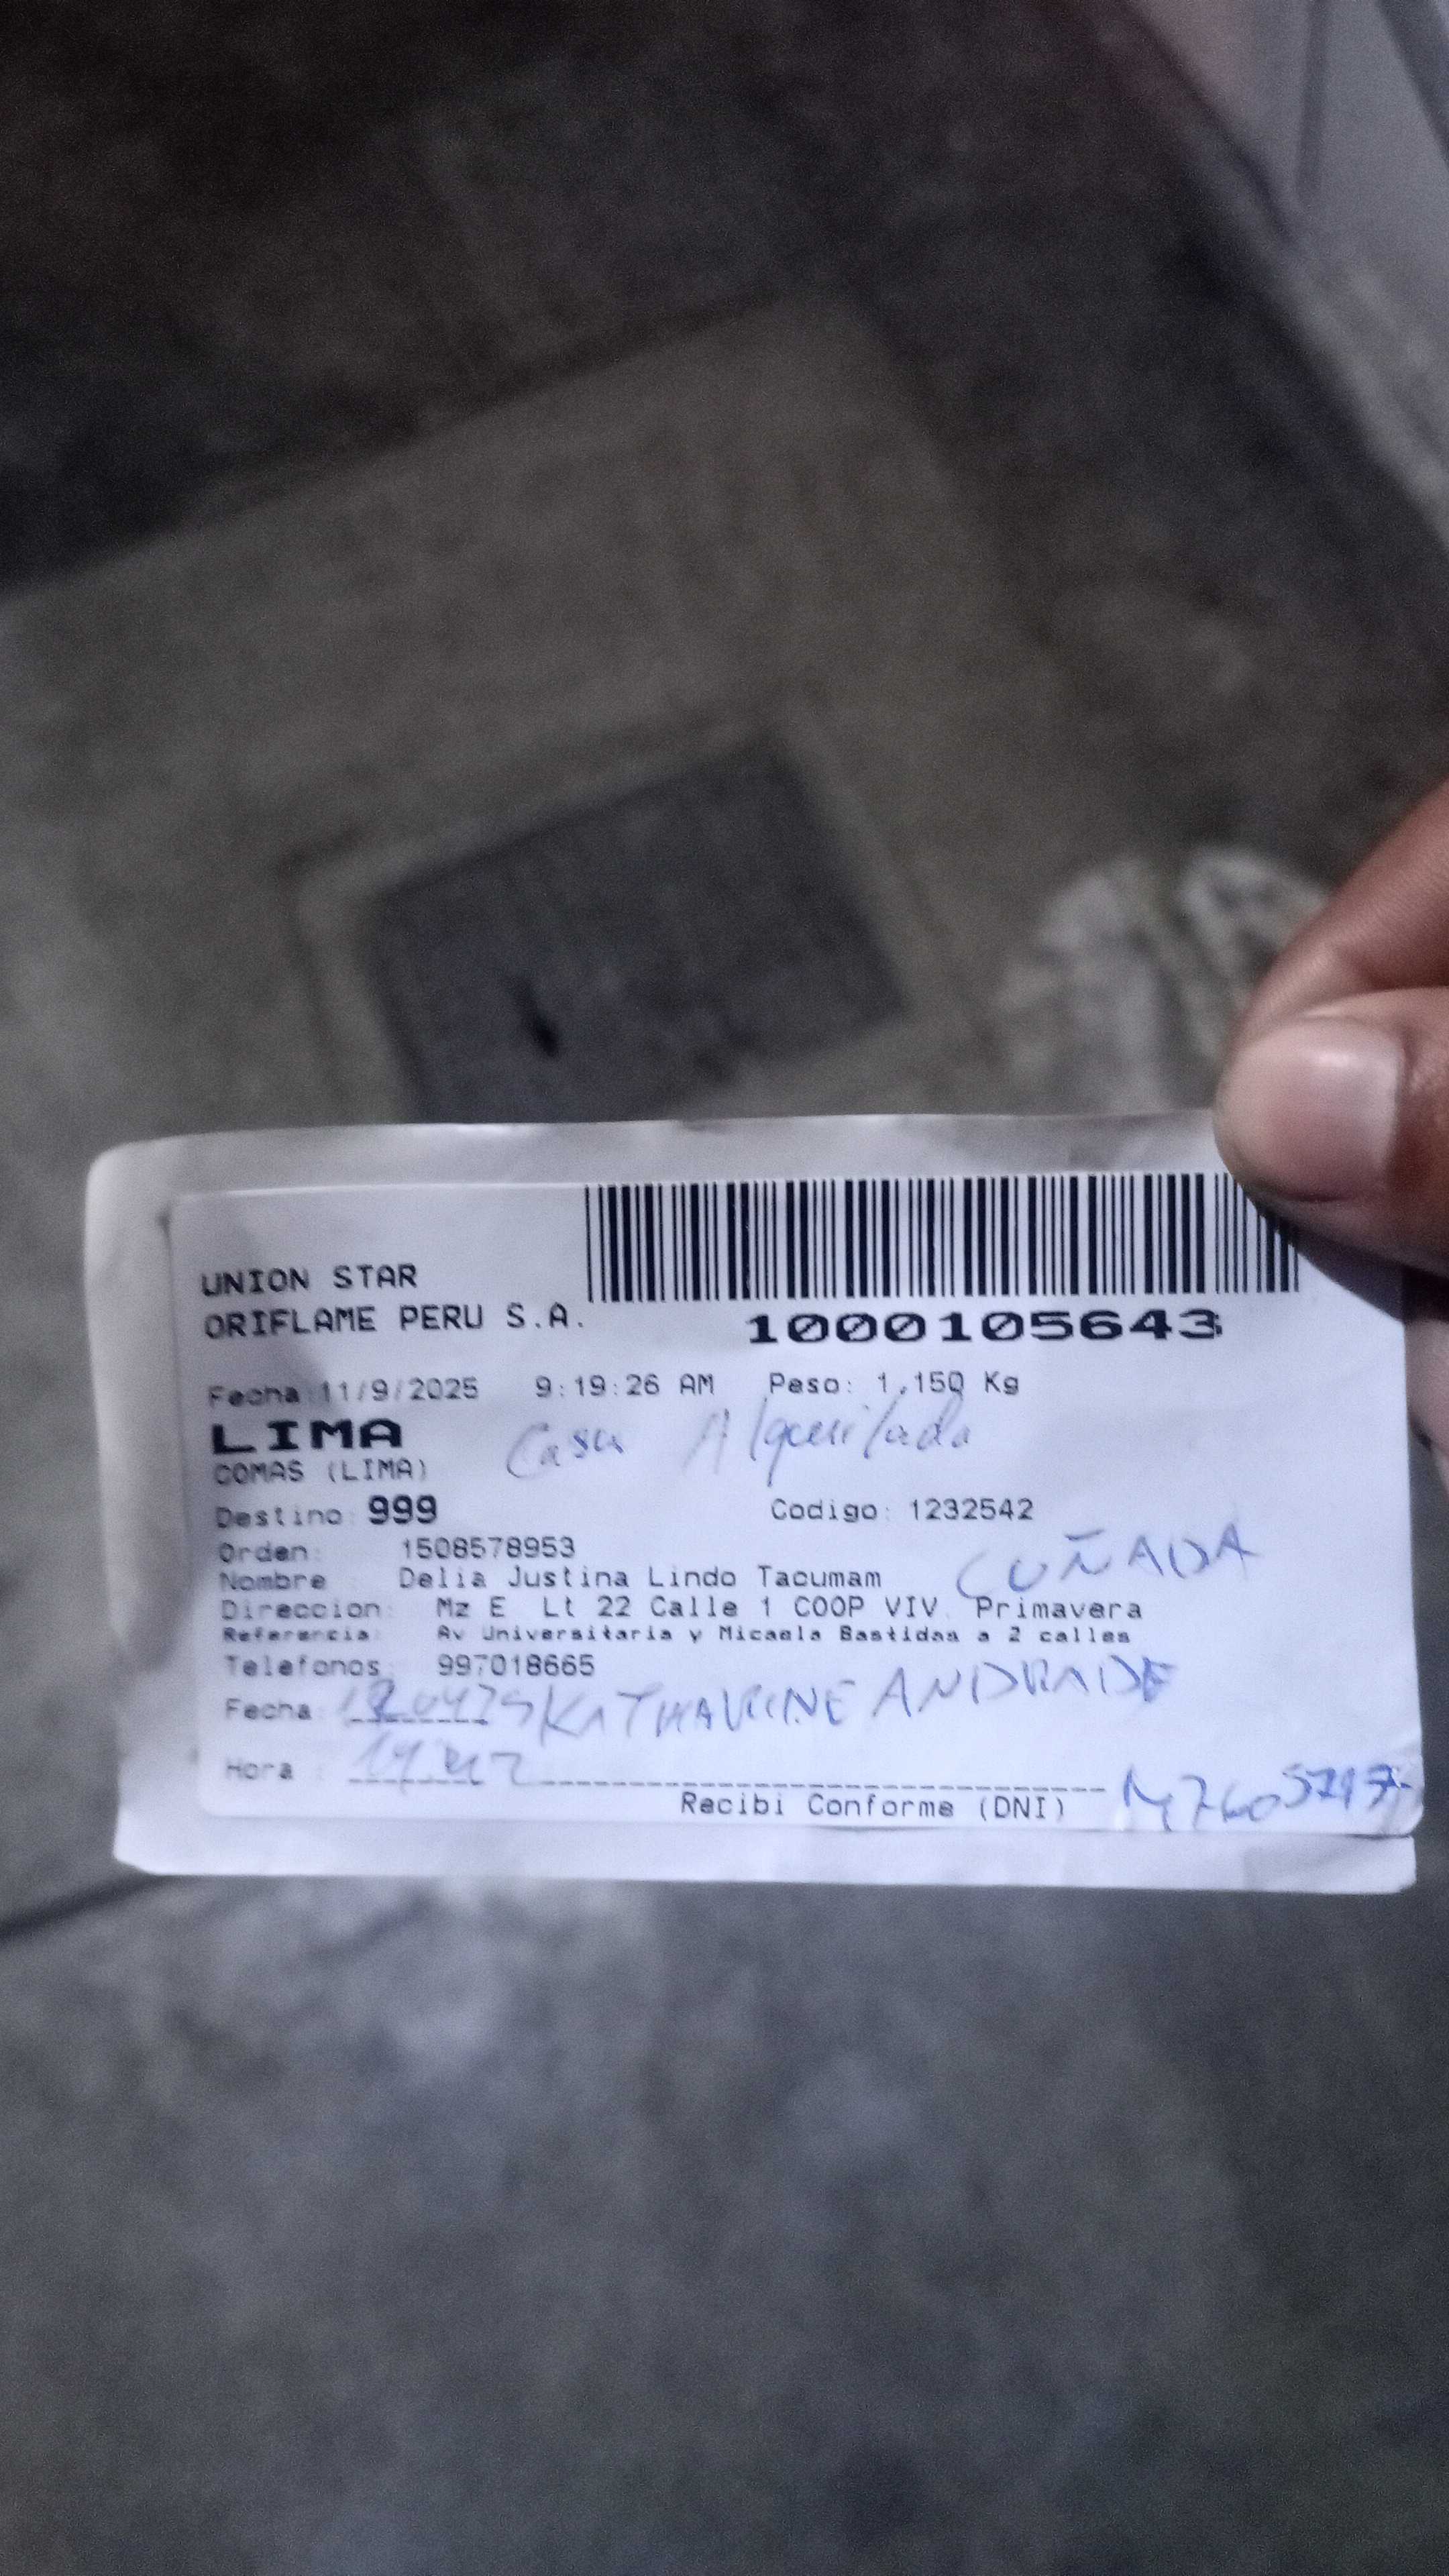 UNION STAR
ORIFLAME PERU S.A.
1000105643
Fecha 11/9/2025 9:19:26 AM Peso: 1,150 Kg
LIMA Casa Alquilada
COMAS (LIMA)
Destino: 999 Codigo: 1232542
Orden: 1508578953
Nombre : Delia Justina Lindo Tacumam CUÑADA
Direccion: Mz E Lt 22 Calle 1 COOP VIV. Primavera
Referencia: Av Universitaria y Micaela Bastidas a 2 calles
Telefonos: 997018665
Fecha: KATHARINE ANDRADE
Hora :
Recibi Conforme (DNI)